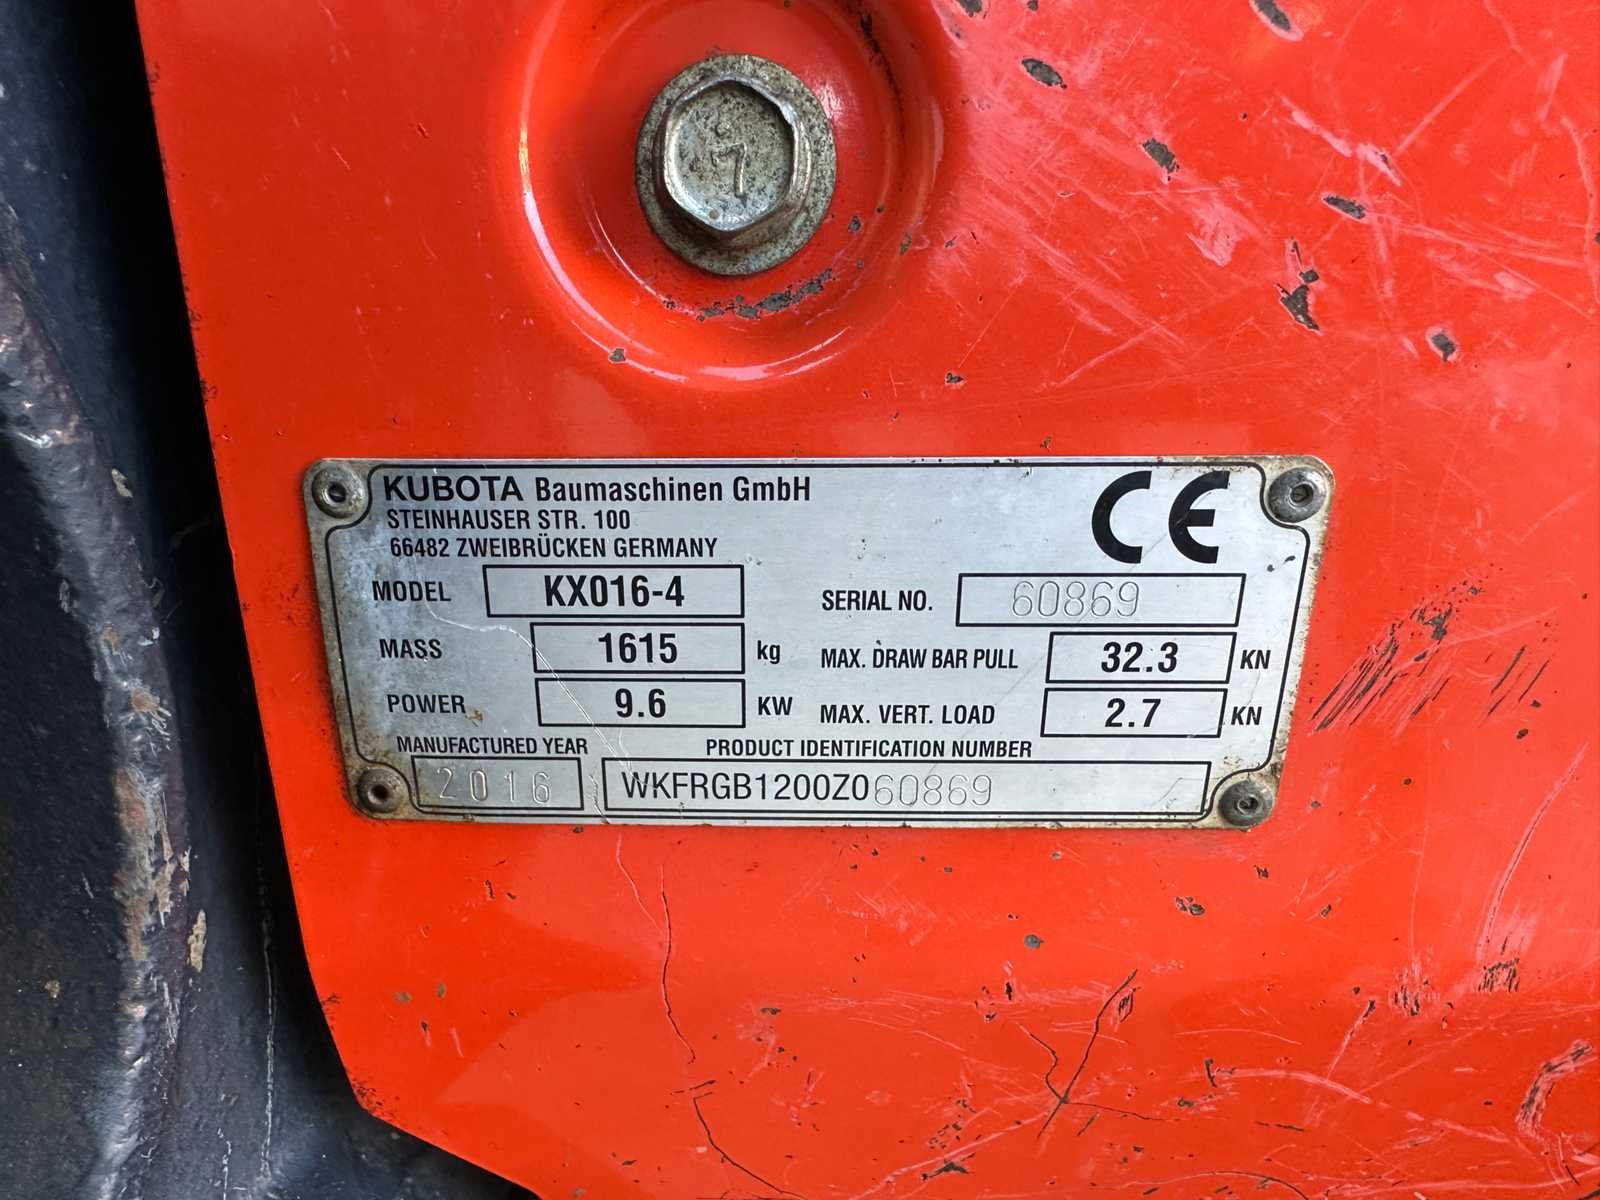 7
KUBOTA Baumaschinen GmbH
STEINHAUSER STR. 100
66482 ZWEIBRÜCKEN GERMANY
CE
MODEL KX016-4 SERIAL NO. 60869
MASS 1615 kg MAX. DRAW BAR PULL 32.3 KN
POWER 9.6 KW MAX. VERT. LOAD 2.7 KN
MANUFACTURED YEAR PRODUCT IDENTIFICATION NUMBER
2016 WKFRGB1200Z060869